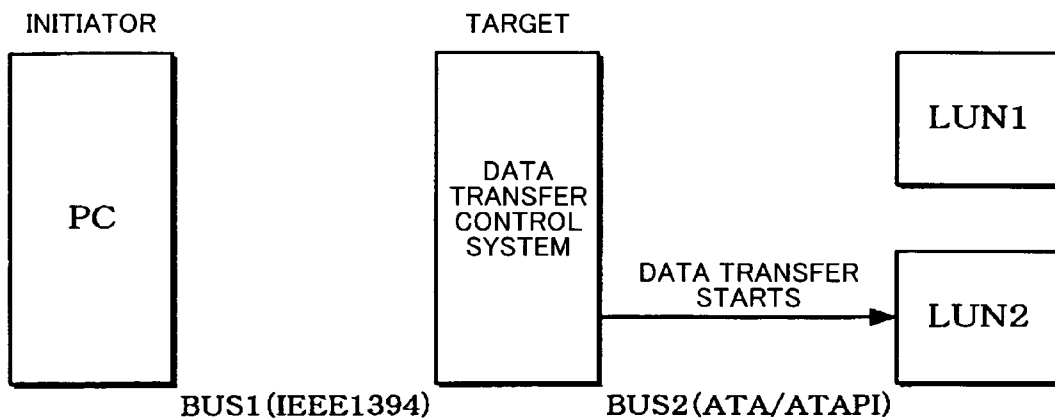 INITIATOR
TARGET
PC
DATA
TRANSFER
CONTROL
SYSTEM
LUN1
DATA TRANSFER
STARTS
LUN2
BUS1(IEEE1394)
BUS2(ATA/ATAPI)